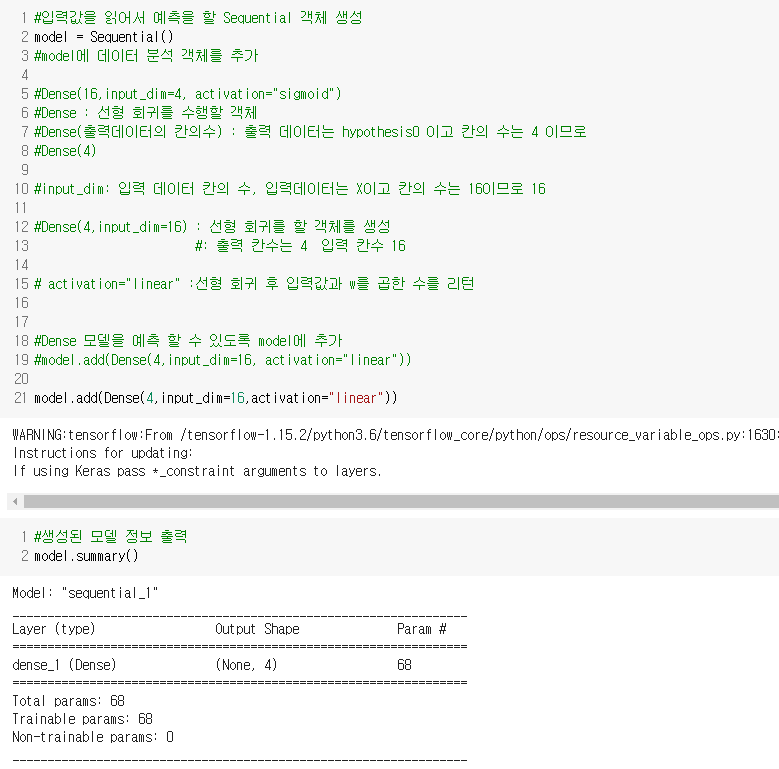 1 #입력값을 읽어서 예측을 할 Sequential 객체 생성
2 model = Sequential()
3 #model에 데이터 분석 객체를 추가
4
5 #Dense(16,input_dim=4, activation="sigmoid")
6 #Dense : 선형 회귀를 수행할 객체
7 #Dense(출력데이터의 칸의수) : 출력 데이터는 hypothesis0 이고 칸의 수는 4 이므로
8 #Dense(4)
9
10 #input_dim: 입력 데이터 칸의 수, 입력데이터는 X이고 칸의 수는 16이므로 16
11
12 #Dense(4,input_dim=16) : 선형 회귀를 할 객체를 생성
13 #: 출력 칸수는 4 입력 칸수 16
14
15 # activation="linear" :선형 회귀 후 입력값과 w를 곱한 수를 리턴
16
17
18 #Dense 모델을 예측 할 수 있도록 model에 추가
19 #model.add(Dense(4,input_dim=16, activation="linear"))
20
21 model.add(Dense(4,input_dim=16,activation="linear"))
WARNING:tensorflow:From /tensorflow-1.15.2/python3.6/tensorflow_core/python/ops/resource_variable_ops.py:1630:
Instructions for updating:
If using Keras pass *_constraint arguments to layers.
1 #생성된 모델 정보 출력
2 model.summary()
Model: "sequential_1"
_________________________________________________________________
Layer (type) Output Shape Param #
=================================================================
dense_1 (Dense) (None, 4) 68
=================================================================
Total params: 68
Trainable params: 68
Non-trainable params: 0
_________________________________________________________________